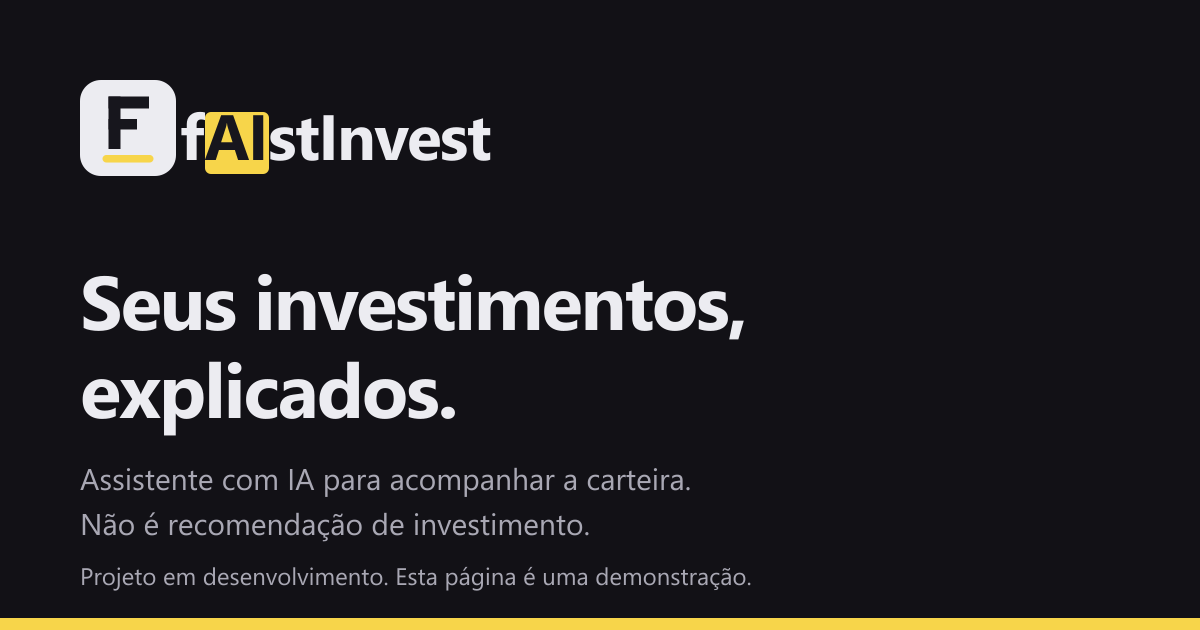 F
fAIstInvest
Seus investimentos,
explicados.
Assistente com IA para acompanhar a carteira.
Não é recomendação de investimento.
Projeto em desenvolvimento. Esta página é uma demonstração.